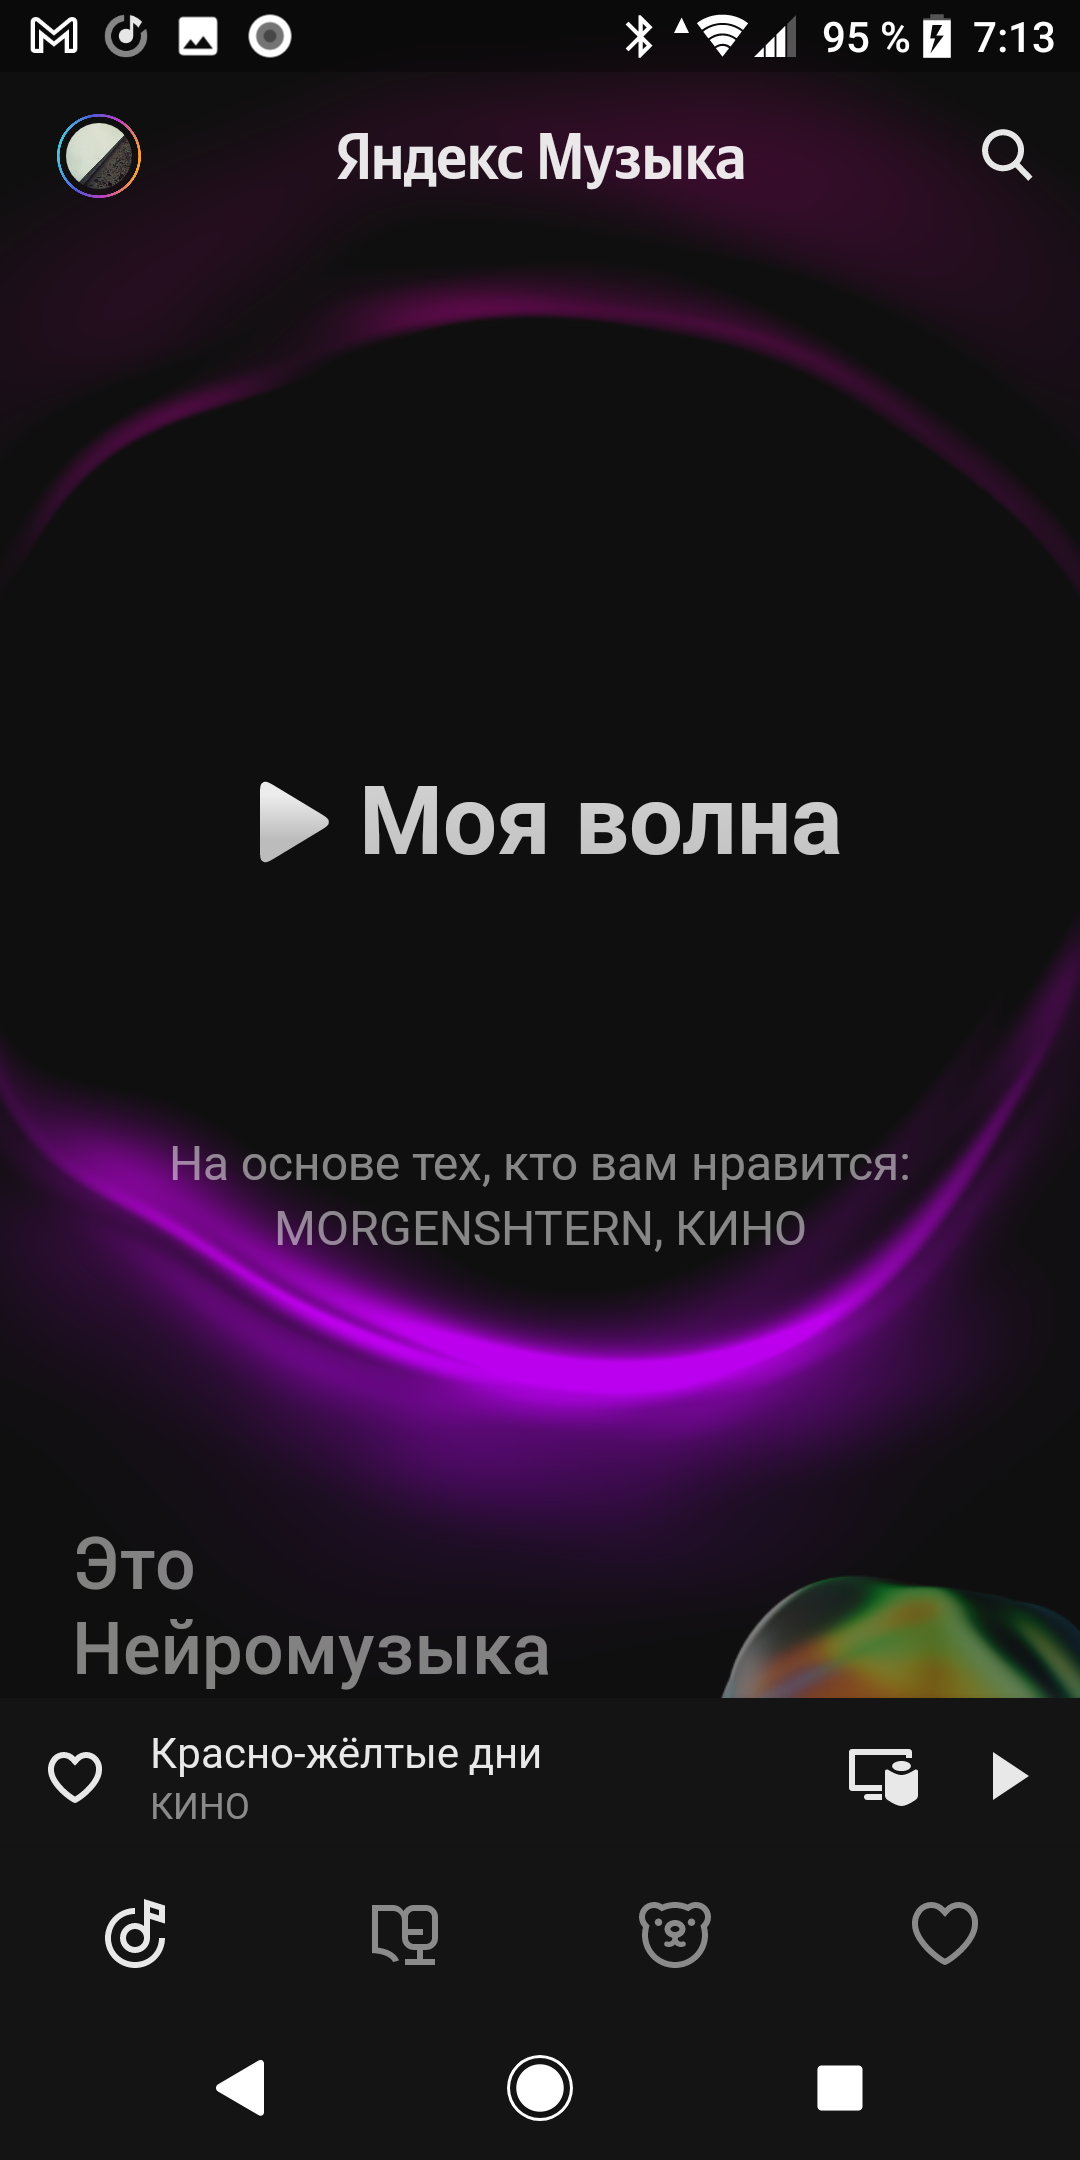 95 % 7:13
Яндекс Музыка
Моя волна
На основе тех, кто вам нравится:
MORGENSHTERN, КИНО
Это
Нейромузыка
Красно-жёлтые дни
КИНО